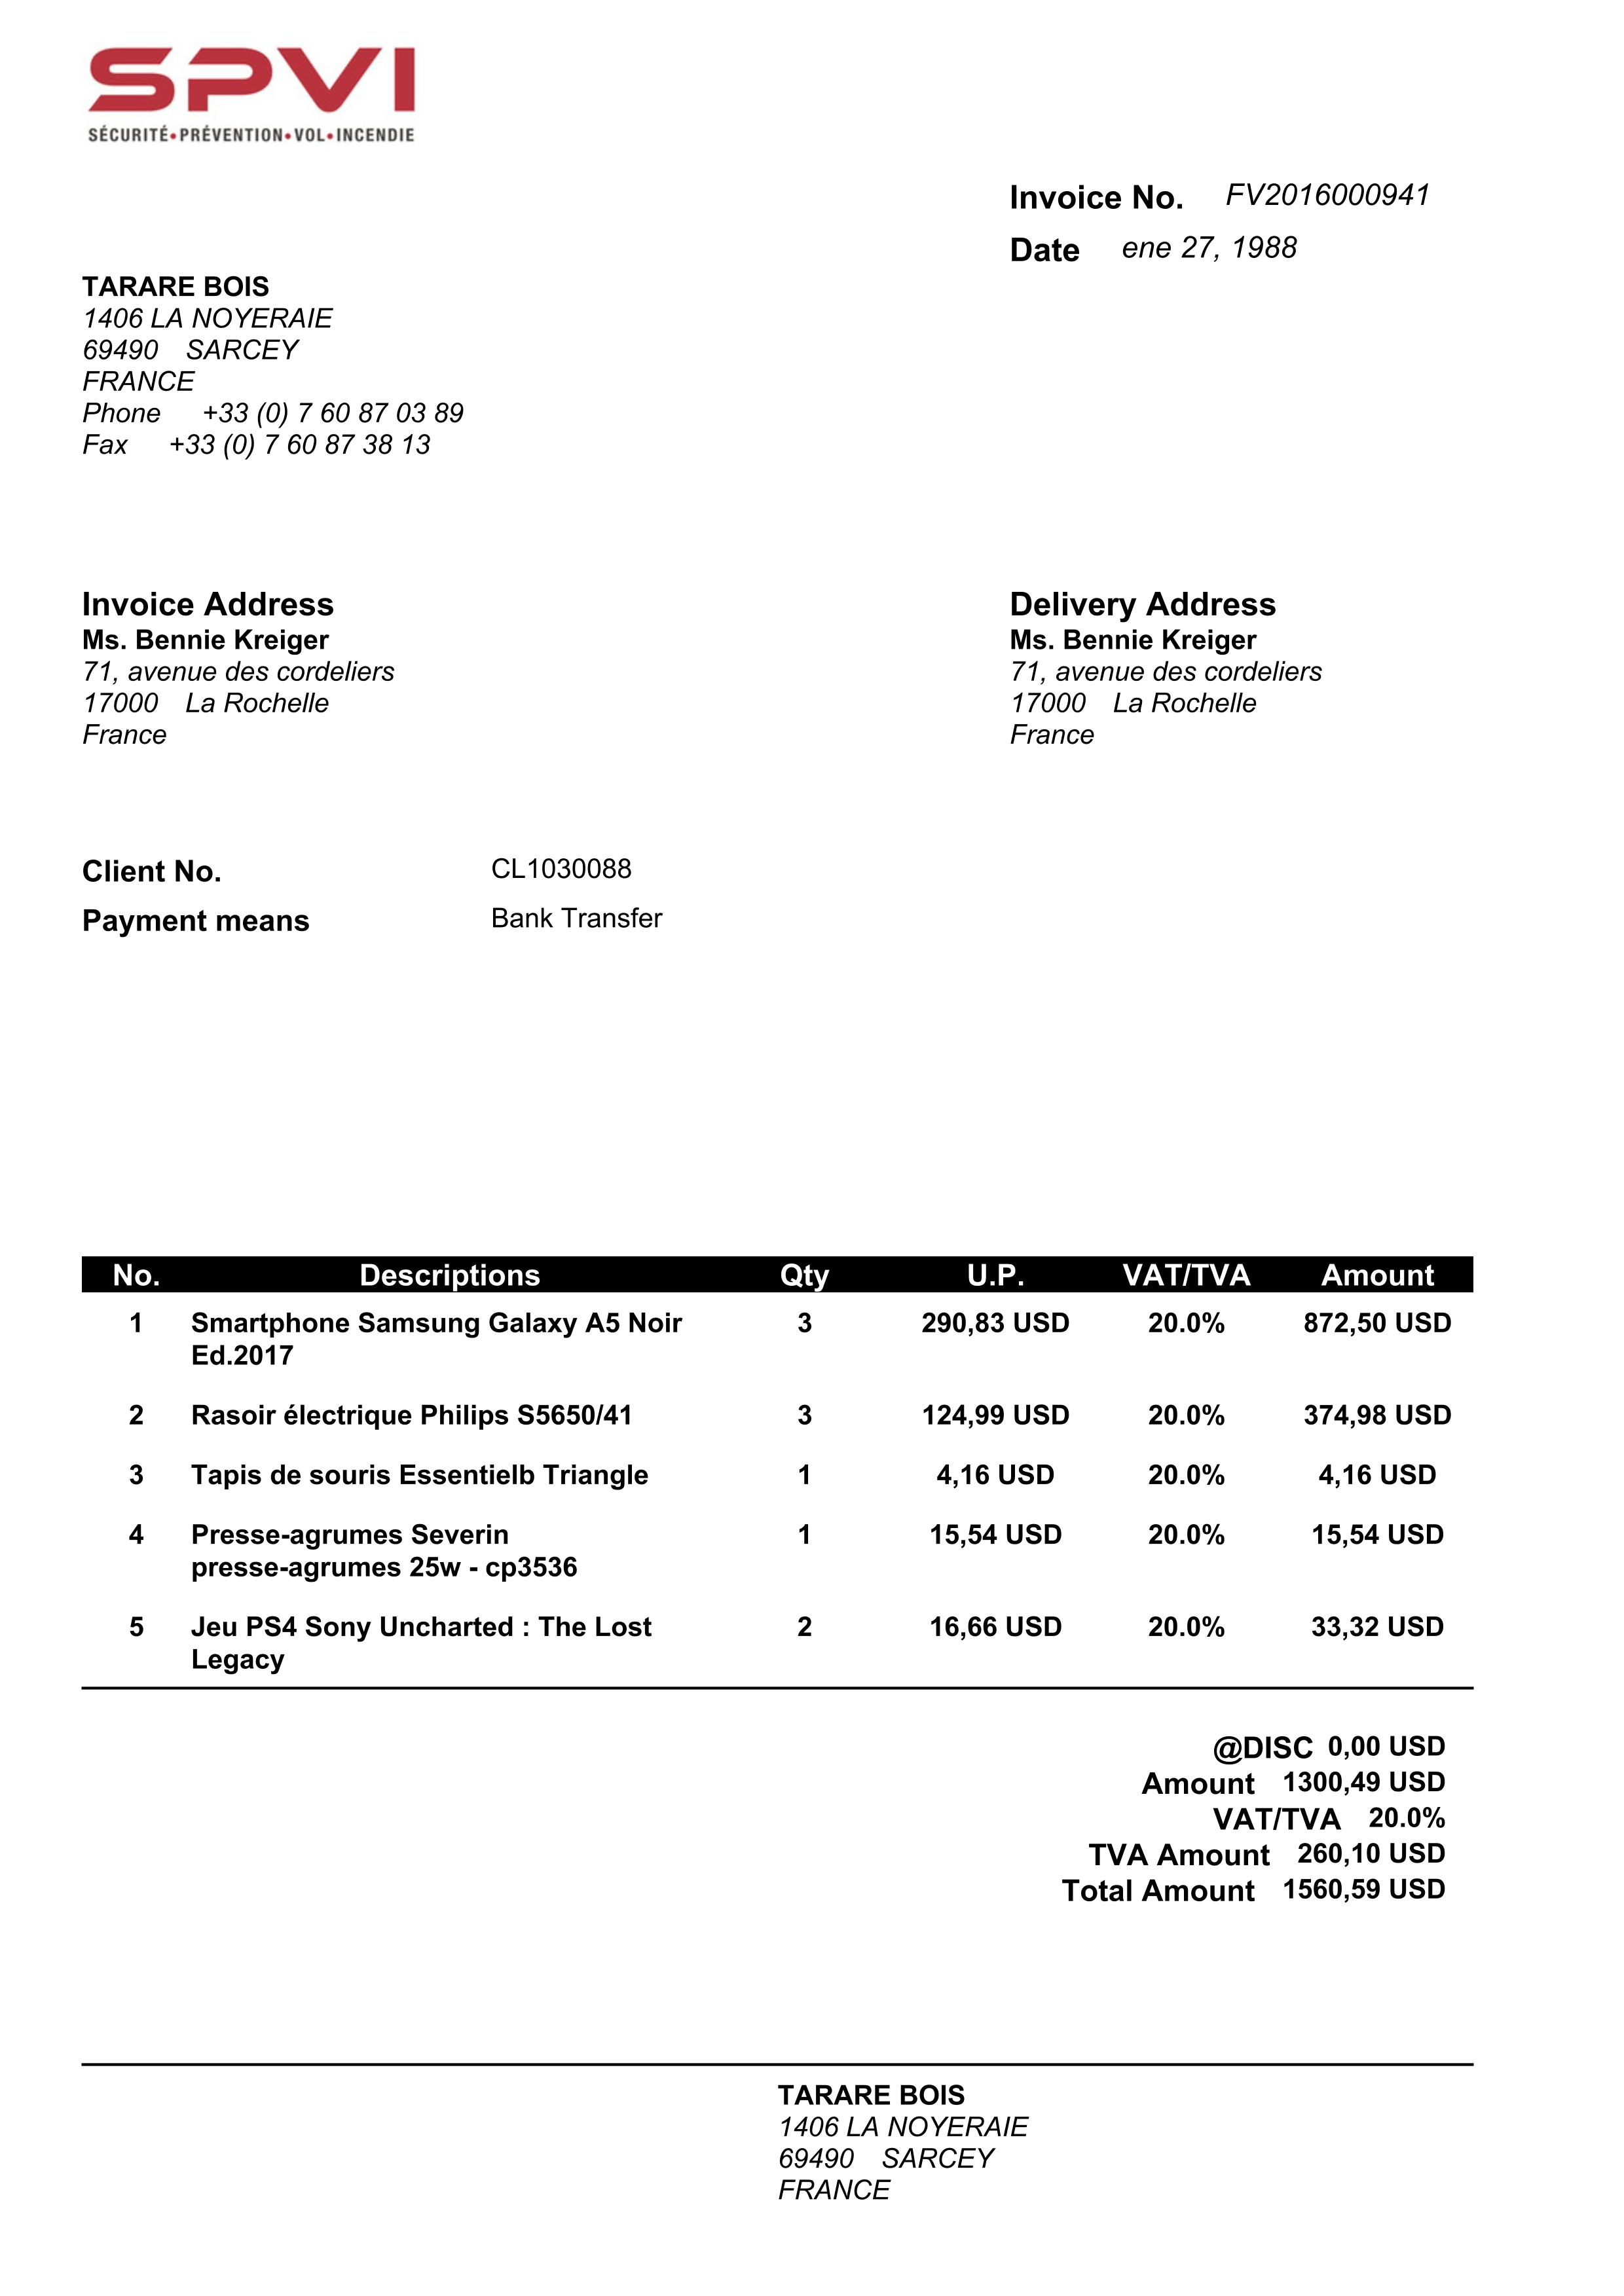 SPVI
SÉCURITÉ•PRÉVENTION•VOL•INCENDIE
Invoice No. FV2016000941
Date ene 27, 1988
TARARE BOIS
1406 LA NOYERAIE
69490 SARCEY
FRANCE
Phone +33 (0) 7 60 87 03 89
Fax +33 (0) 7 60 87 38 13
Invoice Address
Ms. Bennie Kreiger
71, avenue des cordeliers
17000 La Rochelle
France
Delivery Address
Ms. Bennie Kreiger
71, avenue des cordeliers
17000 La Rochelle
France
Client No. CL1030088
Payment means Bank Transfer
No. Descriptions Qty U.P. VAT/TVA Amount
1 Smartphone Samsung Galaxy A5 Noir 3 290,83 USD 20.0% 872,50 USD
Ed.2017
2 Rasoir électrique Philips S5650/41 3 124,99 USD 20.0% 374,98 USD
3 Tapis de souris Essentielb Triangle 1 4,16 USD 20.0% 4,16 USD
4 Presse-agrumes Severin 1 15,54 USD 20.0% 15,54 USD
presse-agrumes 25w - cp3536
5 Jeu PS4 Sony Uncharted : The Lost 2 16,66 USD 20.0% 33,32 USD
Legacy
@DISC 0,00 USD
Amount 1300,49 USD
VAT/TVA 20.0%
TVA Amount 260,10 USD
Total Amount 1560,59 USD
TARARE BOIS
1406 LA NOYERAIE
69490 SARCEY
FRANCE